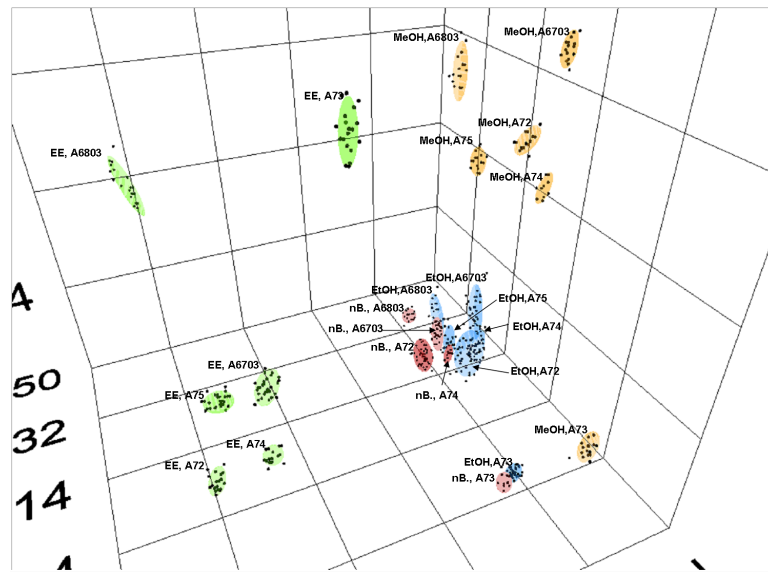 MeOH,A6803
MeOH,A6703
EE, A73
MeOH,A72
MeOH,A75
EE, A6803
MeOH,A74
EtOH,A6703
EtOH,A6803
EtOH,A75
nB., A6803
EtOH,A74
nB., A6703
nB., A72
EtOH,A72
nB., A74
EE, A6703
EE, A75
EE, A74
EE, A72
MeOH,A73
EtOH,A73
nB., A73
4
50
32
14